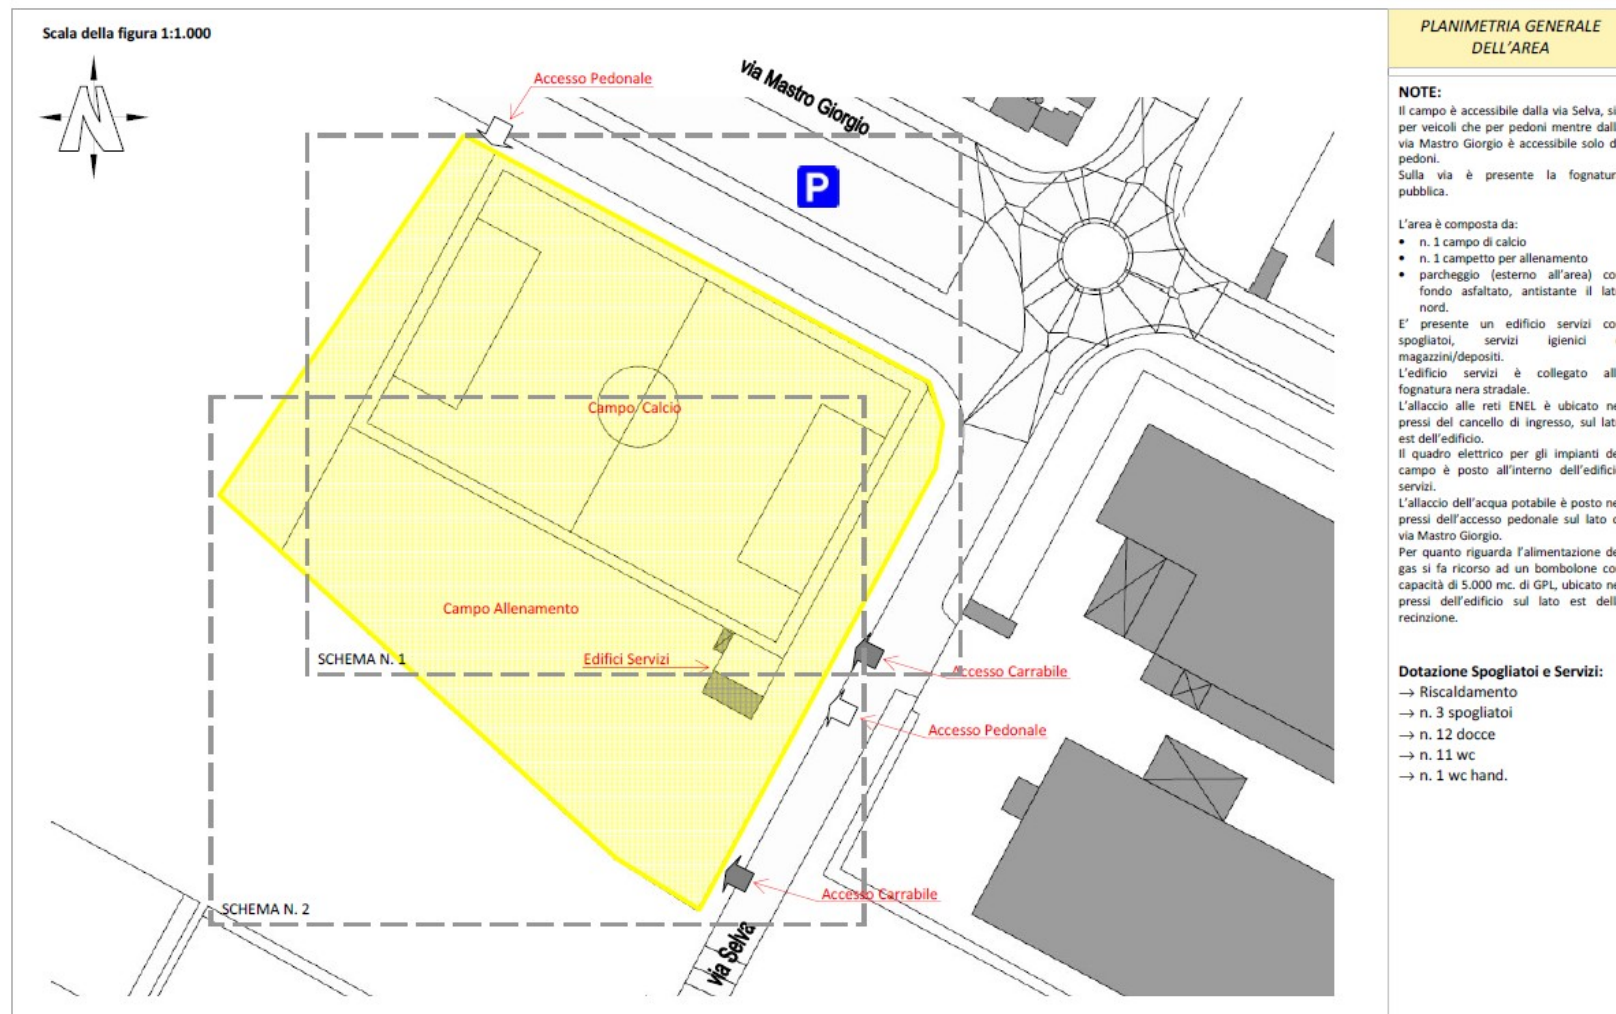 Scala della figura 1:1.000
N
Accesso Pedonale
via Mastro Giorgio
P
Campo Calcio
Campo Allenamento
Edifici Servizi
SCHEMA N. 1
Accesso Carrabile
Accesso Pedonale
Accesso Carrabile
SCHEMA N. 2
via Selva
PLANIMETRIA GENERALE
DELL'AREA
NOTE:
Il campo è accessibile dalla via Selva, si
per veicoli che per pedoni mentre dall
via Mastro Giorgio è accessibile solo d
pedoni.
Sulla via è presente la fognatur
pubblica.
L'area è composta da:
• n. 1 campo di calcio
• n. 1 campetto per allenamento
• parcheggio (esterno all'area) co
fondo asfaltato, antistante il lat
nord.
E' presente un edificio servizi co
spogliatoi, servizi igienici
magazzini/depositi.
L'edificio servizi è collegato all
fognatura nera stradale.
L'allaccio alle reti ENEL è ubicato ne
pressi del cancello di ingresso, sul lat
est dell'edificio.
Il quadro elettrico per gli impianti de
campo è posto all'interno dell'edifici
servizi.
L'allaccio dell'acqua potabile è posto ne
pressi dell'accesso pedonale sul lato d
via Mastro Giorgio.
Per quanto riguarda l'alimentazione de
gas si fa ricorso ad un bombolone co
capacità di 5.000 mc. di GPL, ubicato ne
pressi dell'edificio sul lato est dell
recinzione.
Dotazione Spogliatoi e Servizi:
→ Riscaldamento
→ n. 3 spogliatoi
→ n. 12 docce
→ n. 11 wc
→ n. 1 wc hand.